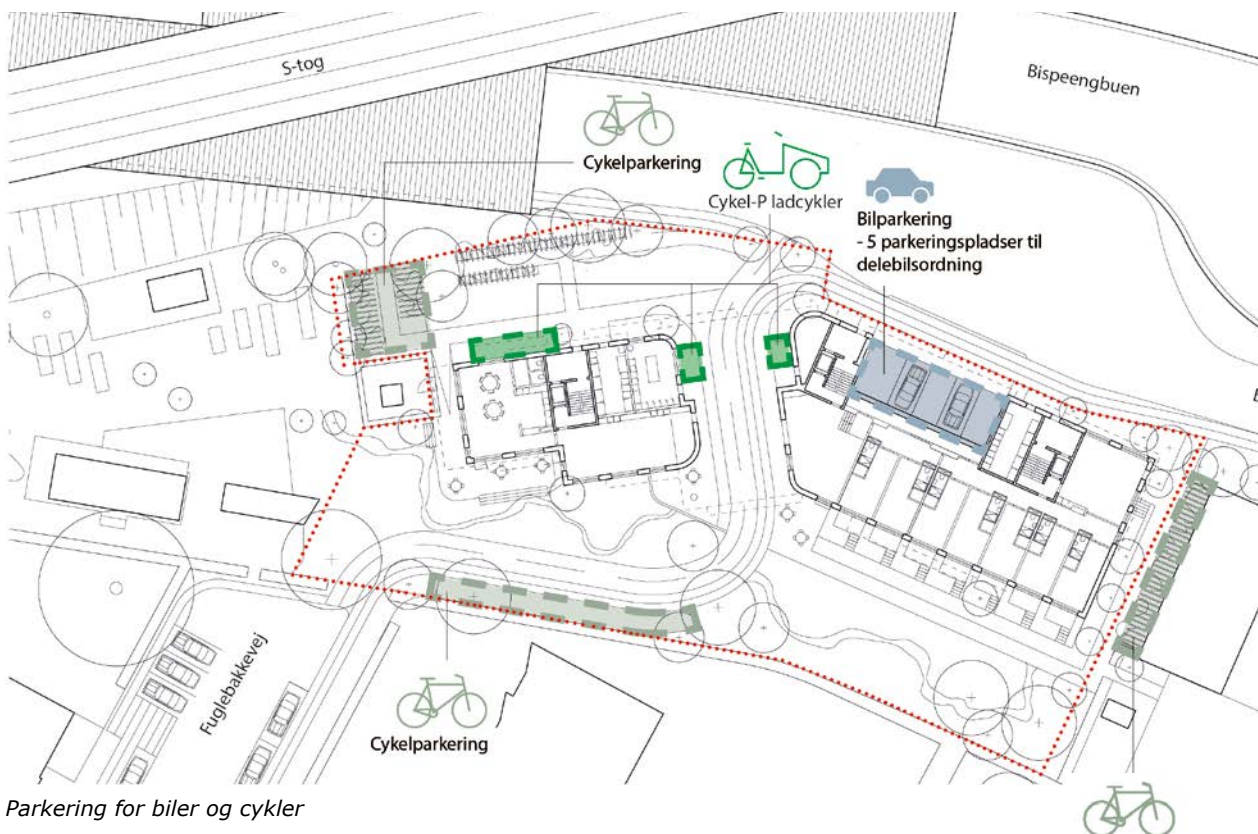 S-tog
Bispeengbuen
Cykelparkering
Cykel-P ladcykler
Bilparkering
- 5 parkeringspladser til
delebilsordning
Fuglebakkevej
Cykelparkering
Parkering for biler og cykler